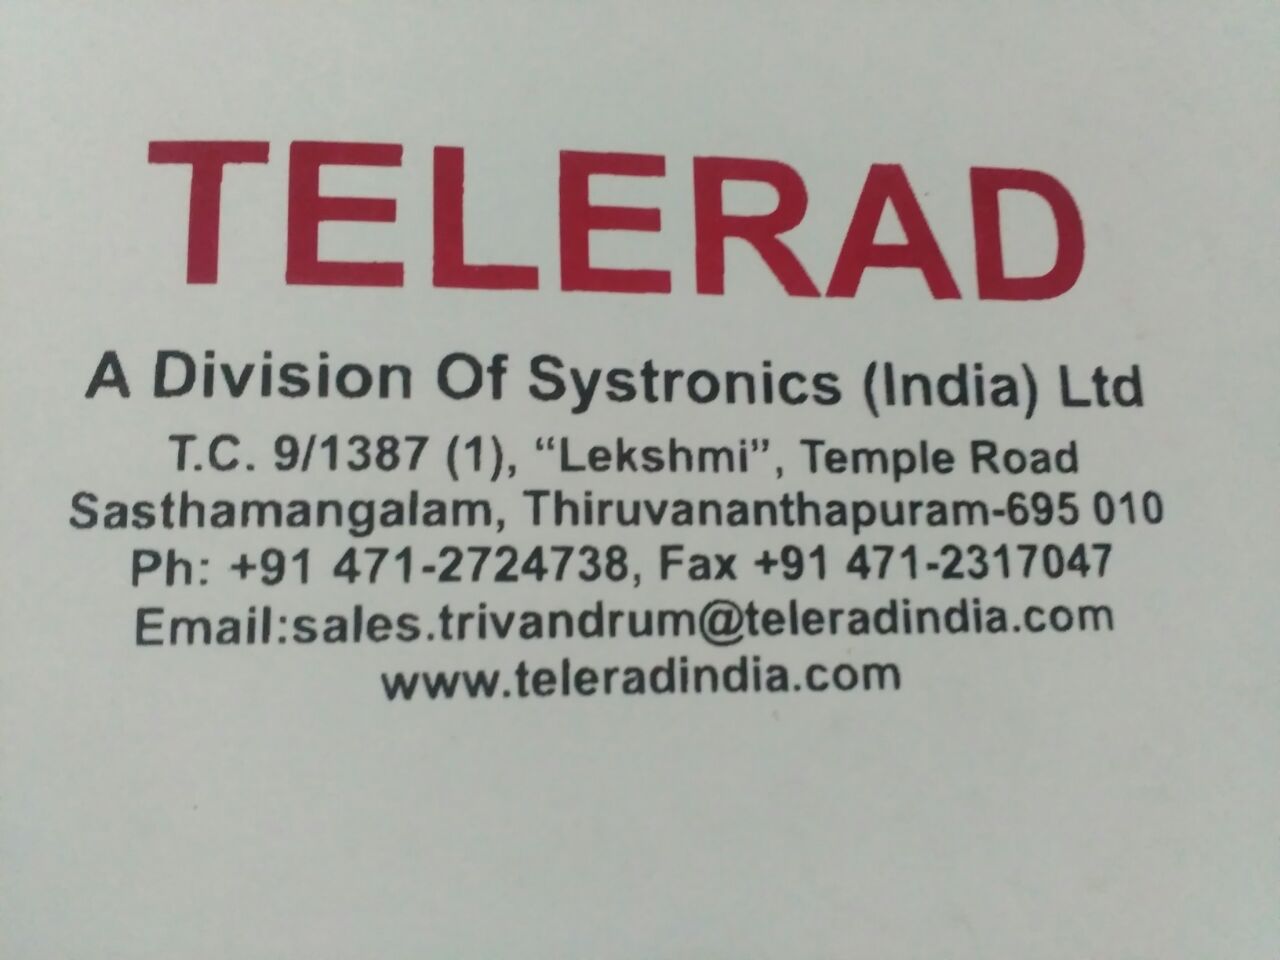 TELERAD
A Division Of Systronics (India) Ltd
T.C. 9/1387 (1), “Lekshmi”, Temple Road
Sasthamangalam, Thiruvananthapuram-695 010
Ph: +91 471-2724738, Fax +91 471-2317047
Email:sales.trivandrum@teleradindia.com
www.teleradindia.com